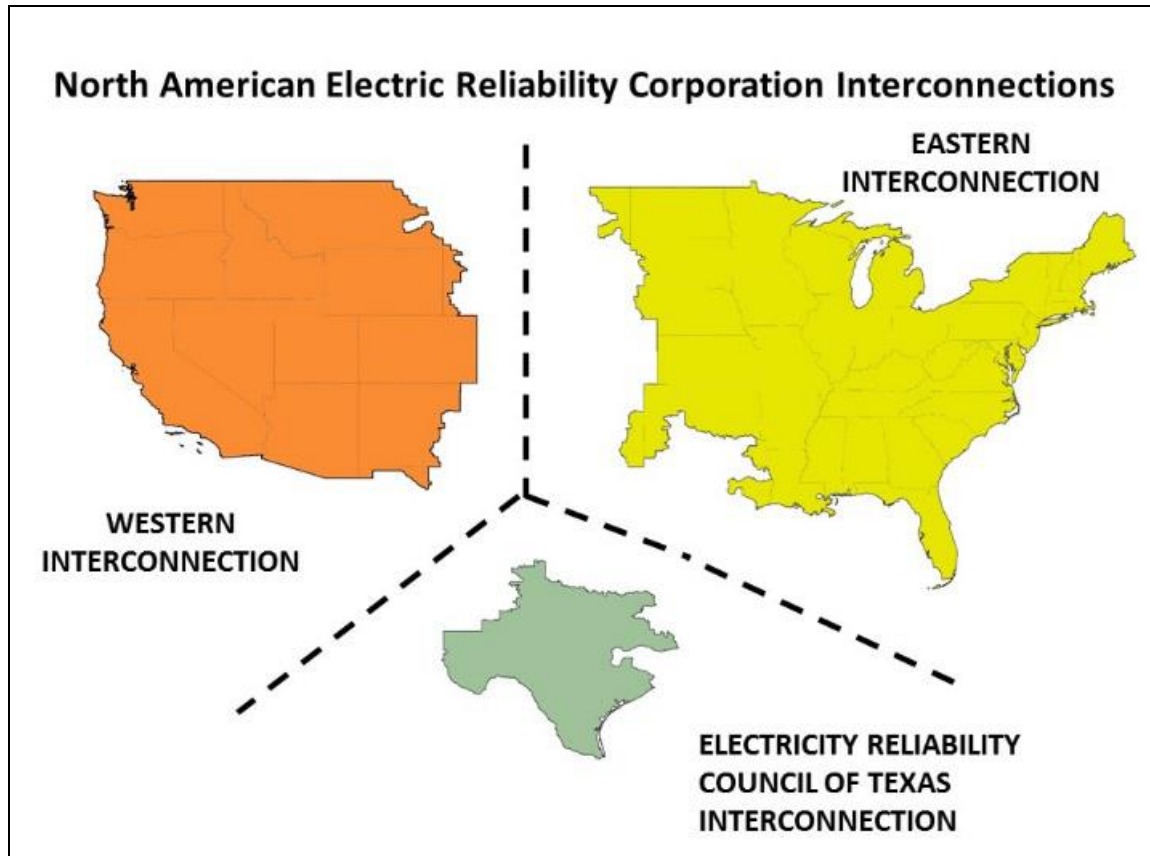 North American Electric Reliability Corporation Interconnections
EASTERN
INTERCONNECTION
WESTERN
INTERCONNECTION
ELECTRICITY RELIABILITY
COUNCIL OF TEXAS
INTERCONNECTION